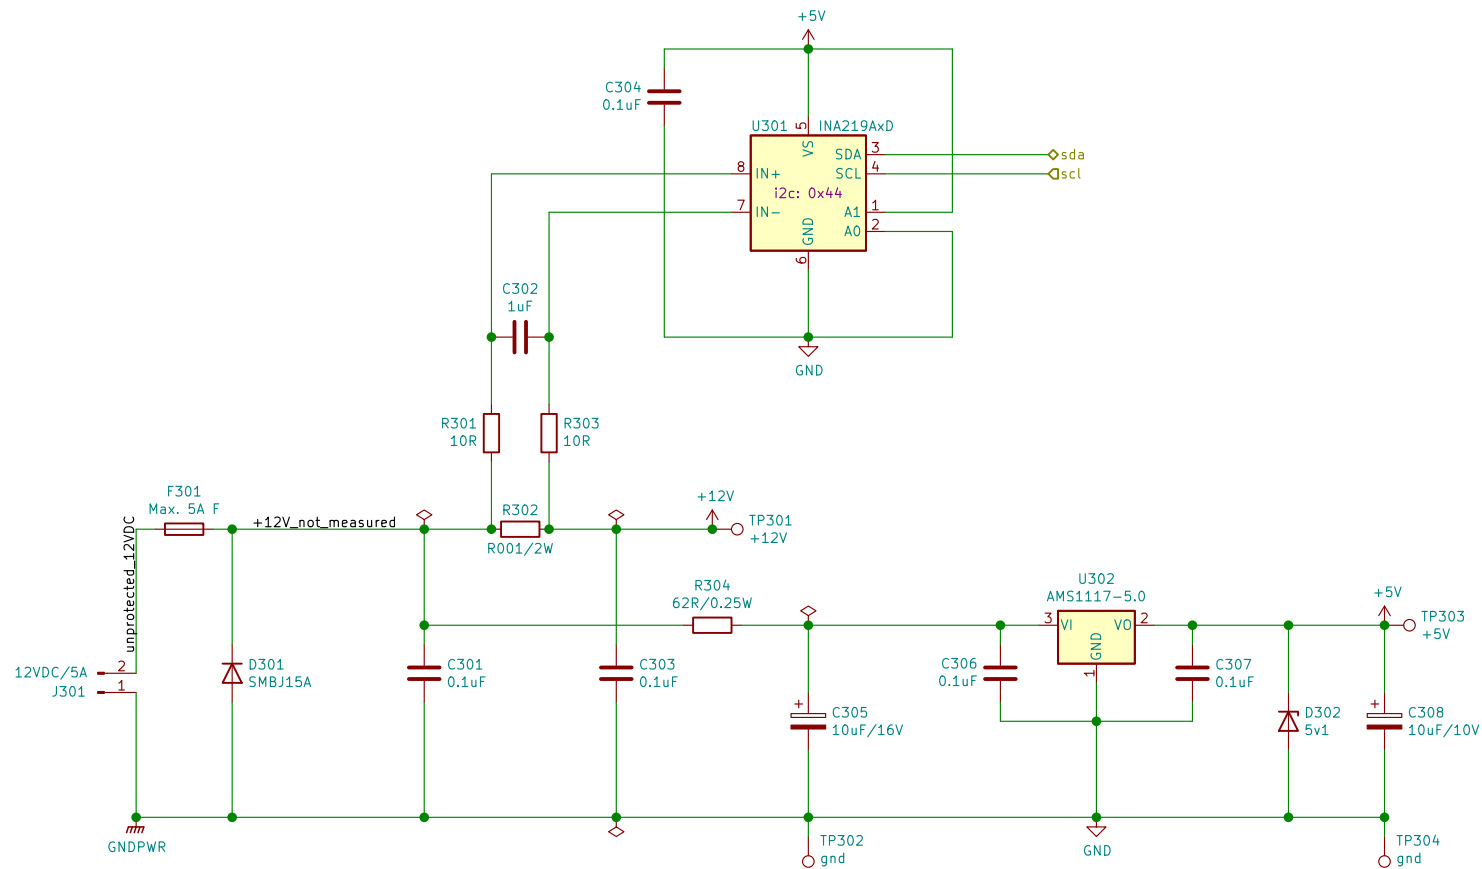 +5V
C304
0.1uF
U301
INA219AxD
5
VS
8
IN+
7
IN-
i2c: 0x44
GND
6
SDA
3
SCL
4
A1
1
A0
2
sda
scl
GND
C302
1uF
R301
10R
R303
10R
F301
Max. 5A F
unprotected_12VDC
+12V_not_measured
R302
R001/2W
+12V
TP301
+12V
R304
62R/0.25W
U302
AMS1117-5.0
3
VI
VO
2
GND
1
+5V
TP303
+5V
12VDC/5A
2
J301
1
D301
SMBJ15A
C301
0.1uF
C303
0.1uF
+
C305
10uF/16V
C306
0.1uF
C307
0.1uF
D302
5v1
+
C308
10uF/10V
GNDPWR
TP302
gnd
GND
TP304
gnd